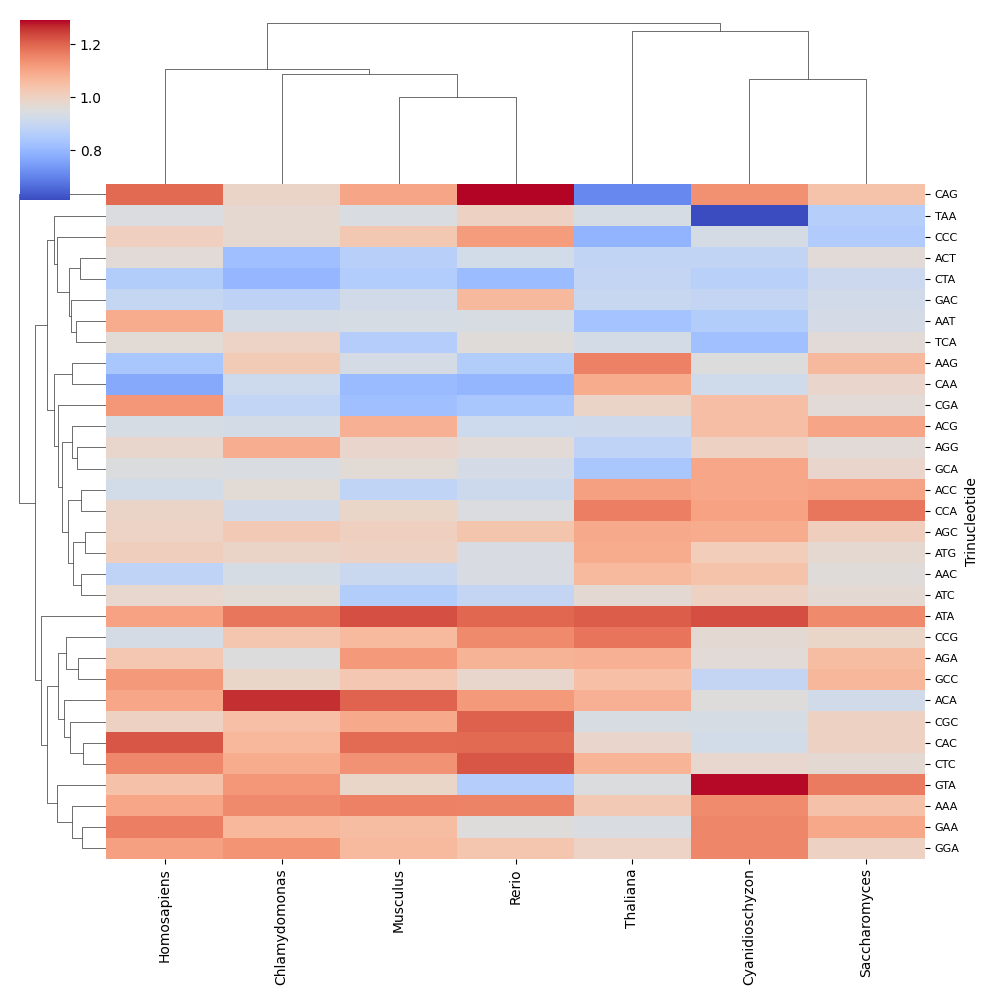 1.2
1.0
0.8
CAG
TAA
CCC
ACT
CTA
GAC
AAT
TCA
AAG
CAA
CGA
ACG
AGG
GCA
ACC
CCA
AGC
ATG
AAC
ATC
ATA
CCG
AGA
GCC
ACA
CGC
CAC
CTC
GTA
AAA
GAA
GGA
Trinucleotide
Homosapiens
Chlamydomonas
Musculus
Rerio
Thaliana
Cyanidioschyzon
Saccharomyces